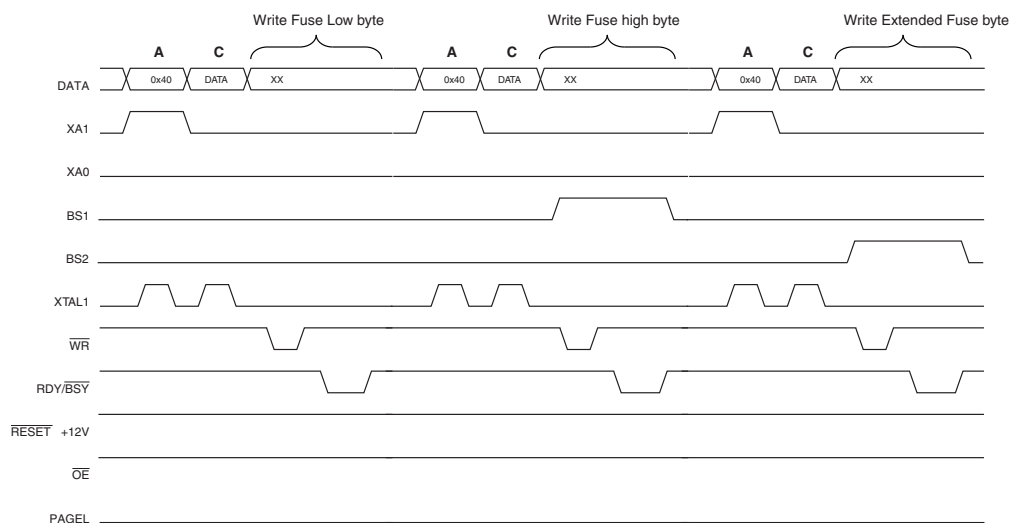 Write Fuse Low byte Write Fuse high byte Write Extended Fuse byte
A C A C A C
DATA 0x40 DATA XX 0x40 DATA XX 0x40 DATA XX
XA1
XA0
BS1
BS2
XTAL1
WR
RDY/BSY
RESET +12V
OE
PAGEL